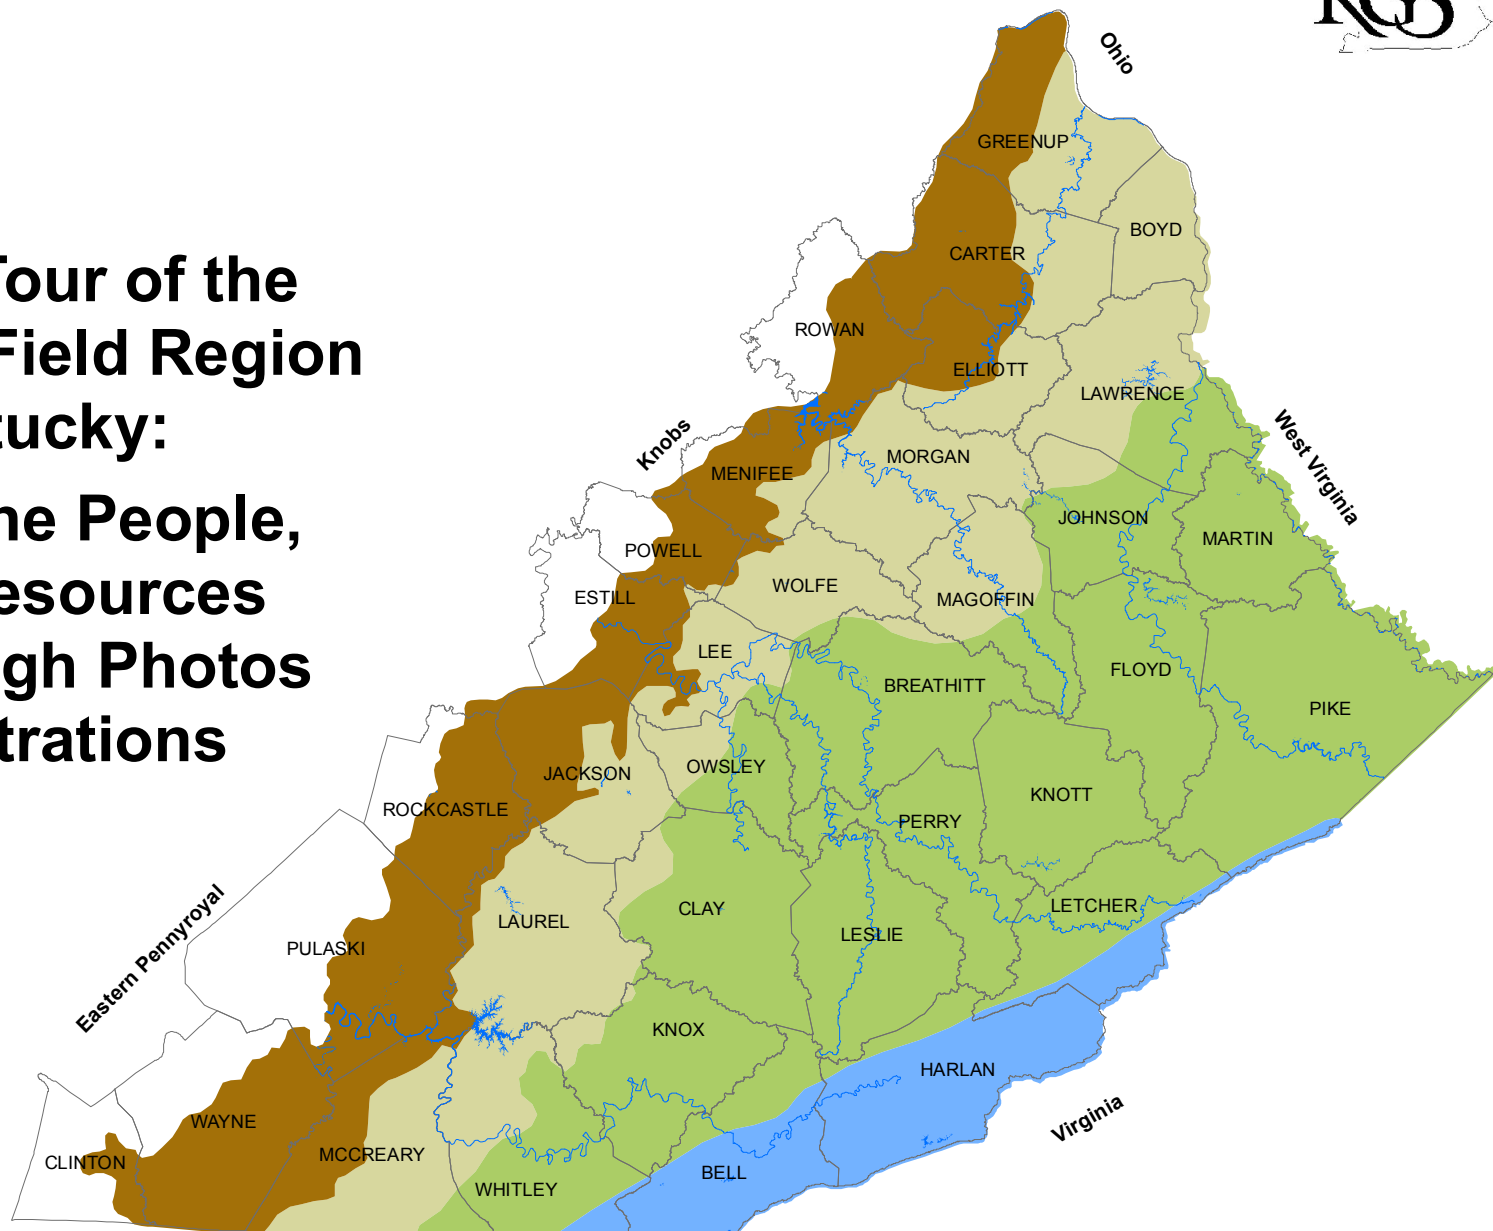 KGS
Ohio
GREENUP
BOYD
CARTER
Tour of the
Field Region
ROWAN
ELLIOTT
LAWRENCE
tucky:
Knobs
MORGAN
West Virginia
MENIFEE
he People,
JOHNSON
MARTIN
POWELL
esources
WOLFE
ESTILL
MAGOFFIN
gh Photos
LEE
BREATHITT
FLOYD
PIKE
trations
OWSLEY
JACKSON
KNOTT
ROCKCASTLE
PERRY
Eastern Pennyroyal
LAUREL
CLAY
LETCHER
PULASKI
LESLIE
KNOX
HARLAN
Virginia
WAYNE
CLINTON
MCCREARY
BELL
WHITLEY